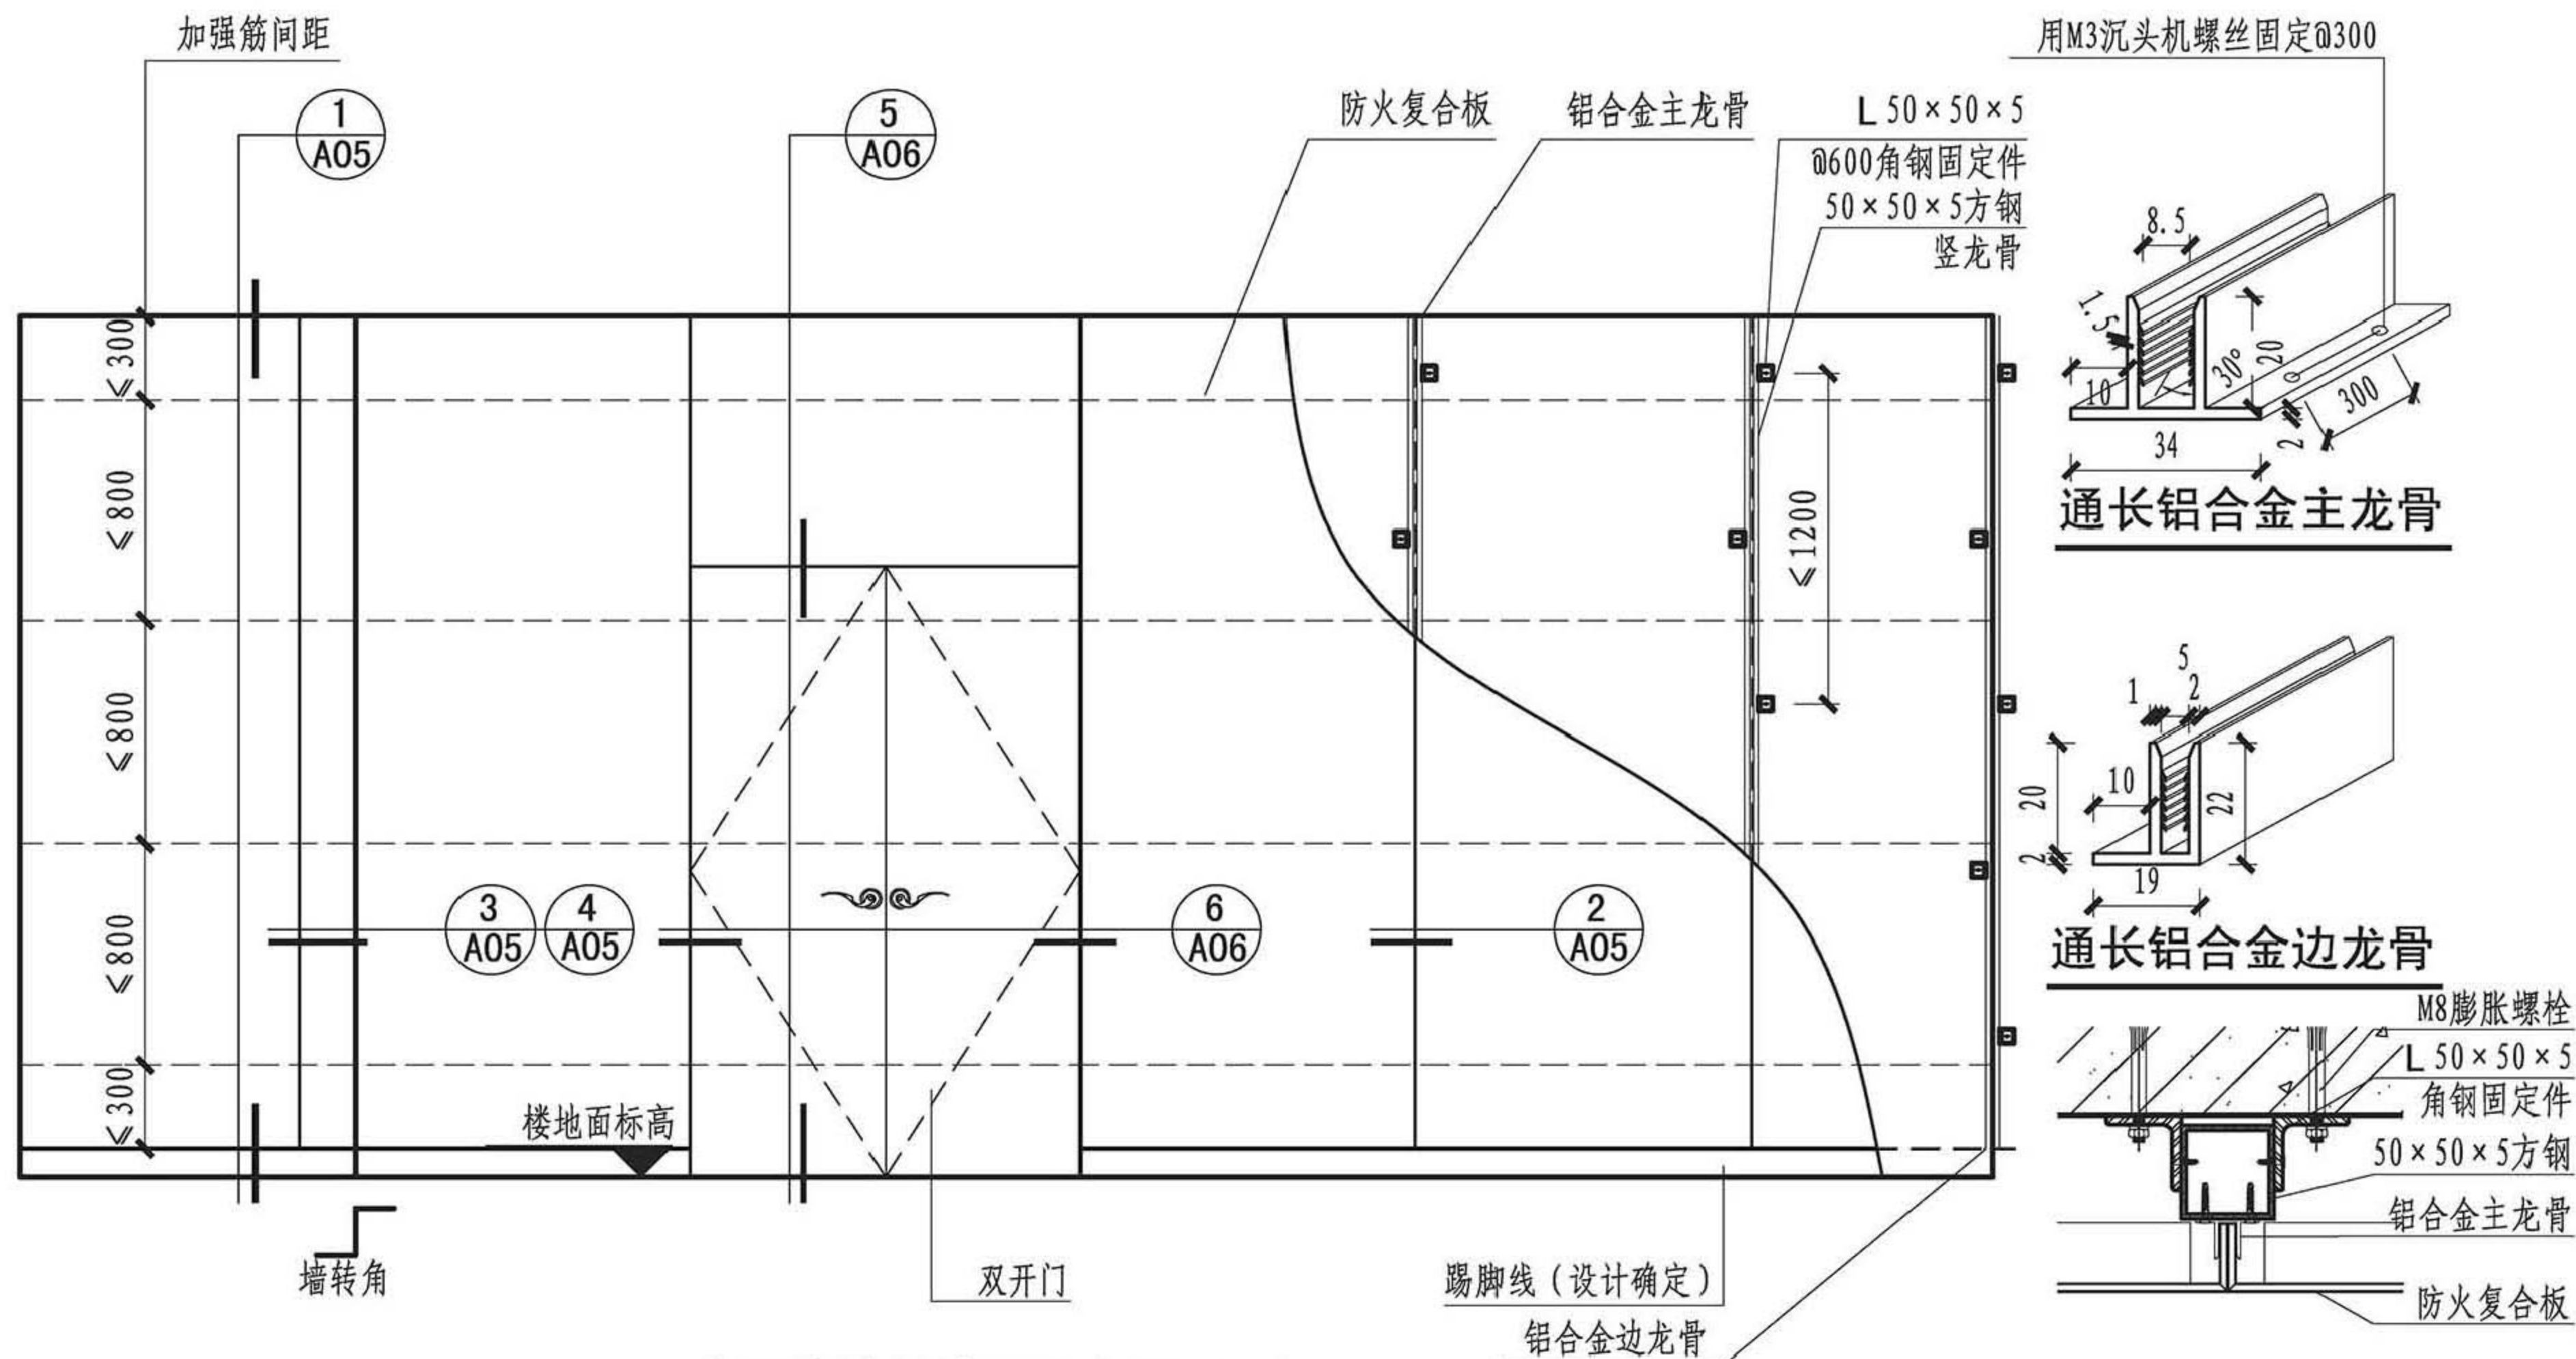 加强筋间距
用M3沉头机螺丝固定@300
1
A05
5
A06
防火复合板
铝合金主龙骨
L 50×50×5
@600角钢固定件
50×50×5方钢
竖龙骨
8.5
1.5
10
30°
20
300
2
34
通长铝合金主龙骨
≤300
≤800
≤800
≤800
≤300
≤1200
5
1
2
10
20
22
2
19
通长铝合金边龙骨
3
A05
4
A05
6
A06
2
A05
楼地面标高
墙转角
双开门
踢脚线（设计确定）
铝合金边龙骨
M8膨胀螺栓
L 50×50×5
角钢固定件
50×50×5方钢
铝合金主龙骨
防火复合板